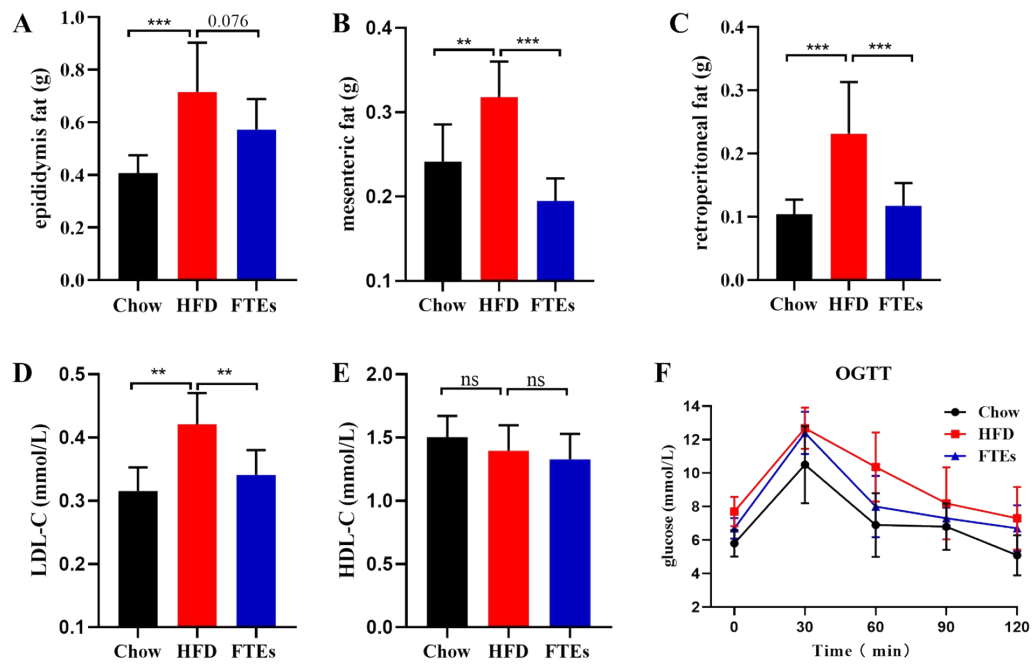 A
epididymis fat (g)
1.0
0.8
0.6
0.4
0.2
0.0
***
0.076
Chow HFD FTEs
B
mesenteric fat (g)
0.4
0.3
0.2
0.1
**
***
Chow HFD FTEs
C
retroperitoneal fat (g)
0.4
0.3
0.2
0.1
0.0
***
***
Chow HFD FTEs
D
LDL-C (mmol/L)
0.5
0.4
0.3
0.2
0.1
**
**
Chow HFD FTEs
E
HDL-C (mmol/L)
2.0
1.5
1.0
0.5
0.0
ns
ns
Chow HFD FTEs
F
OGTT
glucose (mmol/L)
14
12
10
8
6
4
2
Chow
HFD
FTEs
0 30 60 90 120
Time( min)